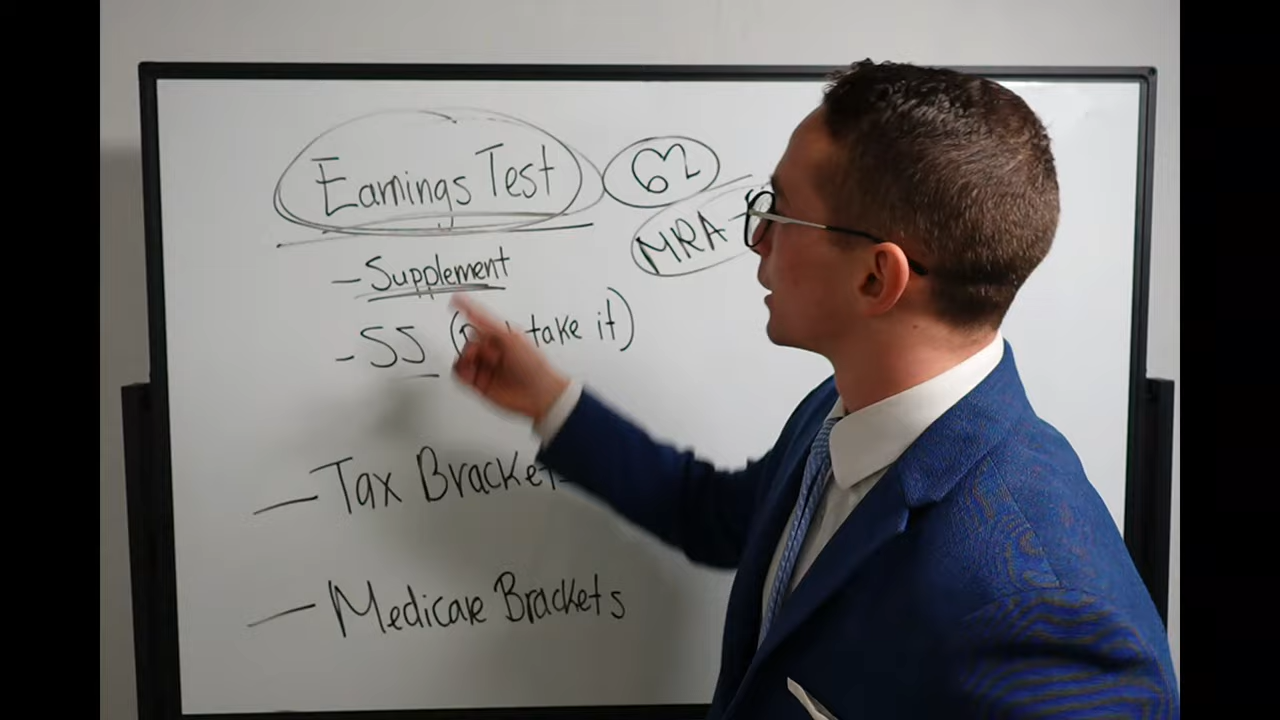 Earnings Test 62
MRA
- Supplement
- SS ( take it)
- Tax Bracket
- Medicare Brackets